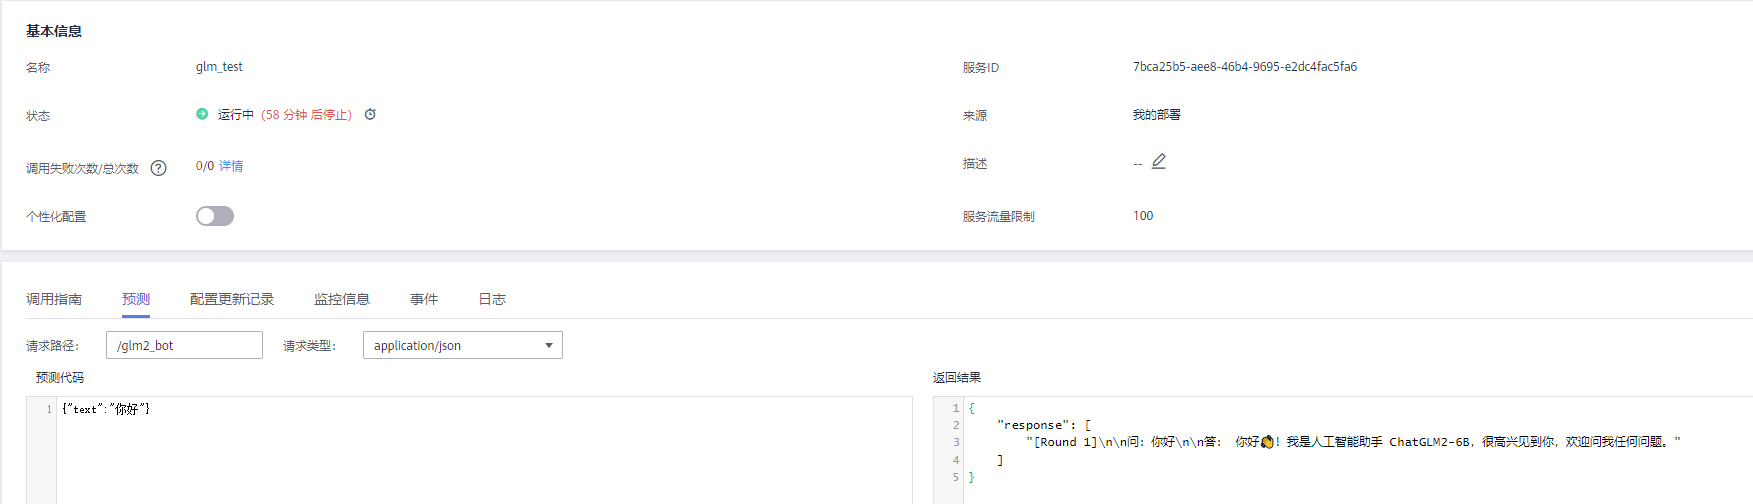 基本信息
名称 glm_test 服务ID 7bca25b5-aee8-46b4-9695-e2dc4fac5fa6
状态 运行中 (58 分钟 后停止) 来源 我的部署
调用失败次数/总次数 ? 0/0 详情 描述 --
个性化配置 服务流量限制 100
调用指南 预测 配置更新记录 监控信息 事件 日志
请求路径: /glm2_bot 请求类型: application/json
预测代码 返回结果
1 {"text":"你好"}
1 {
2 "response": [
3 "[Round 1]\n\n问: 你好\n\n答: 你好👏! 我是人工智能助手 ChatGLM2-6B, 很高兴见到你, 欢迎问我任何问题。"
4 ]
5 }